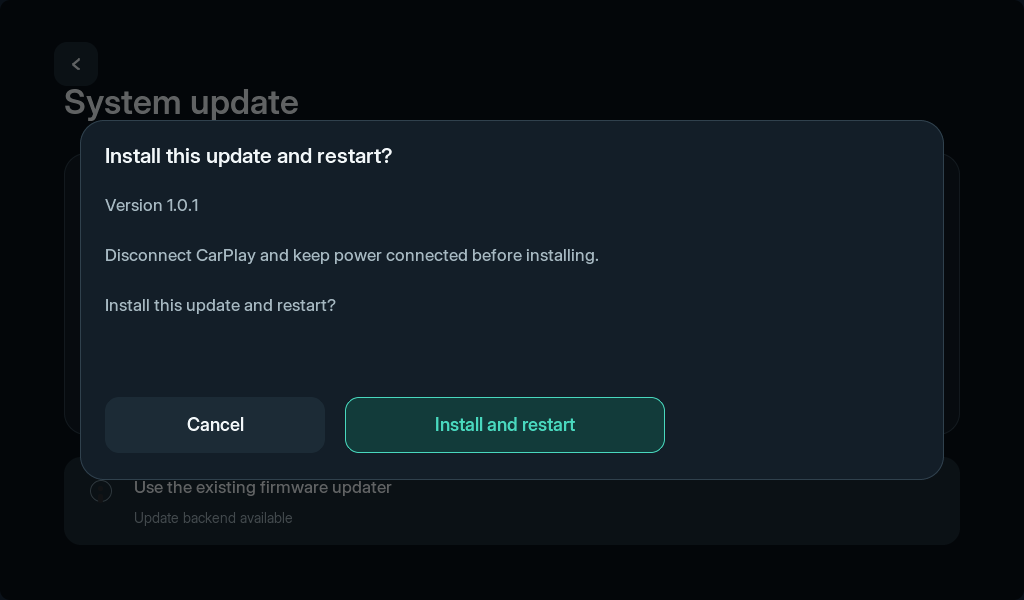 System update
Install this update and restart?
Version 1.0.1
Disconnect CarPlay and keep power connected before installing.
Install this update and restart?
Cancel
Install and restart
Use the existing firmware updater
Update backend available